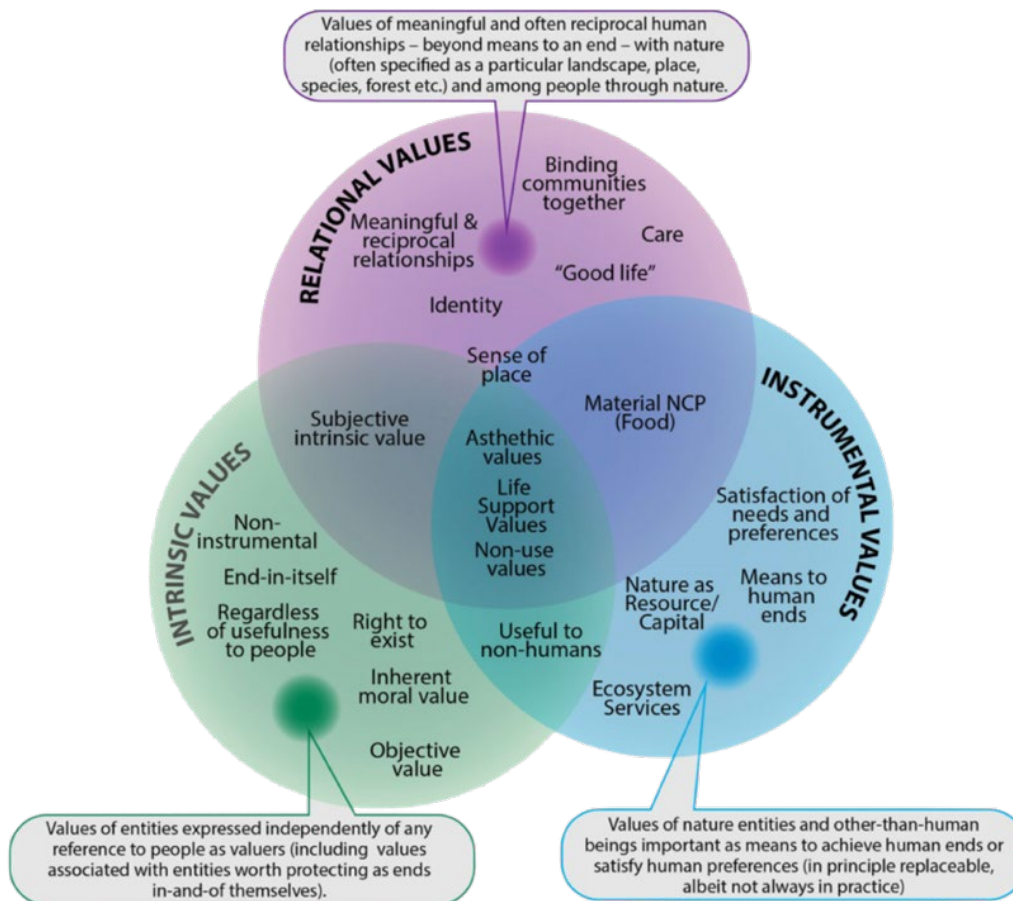 Values of meaningful and often reciprocal human
relationships – beyond means to an end – with nature
(often specified as a particular landscape, place,
species, forest etc.) and among people through nature.
RELATIONAL VALUES
Binding
communities
together
Meaningful &
reciprocal
relationships
Care
“Good life”
Identity
Sense of
place
INSTRUMENTAL VALUES
Material NCP
(Food)
Subjective
intrinsic value
Asthethic
values
Life
Support
Values
Non-use
values
INTRINSIC VALUES
Non-
instrumental
End-in-itself
Regardless
of usefulness
to people
Right to
exist
Inherent
moral value
Objective
value
Useful to
non-humans
Satisfaction of
needs and
preferences
Nature as
Resource/
Capital
Means to
human
ends
Ecosystem
Services
Values of entities expressed independently of any
reference to people as valuers (including values
associated with entities worth protecting as ends
in-and-of themselves).
Values of nature entities and other-than-human
beings important as means to achieve human ends or
satisfy human preferences (in principle replaceable,
albeit not always in practice)